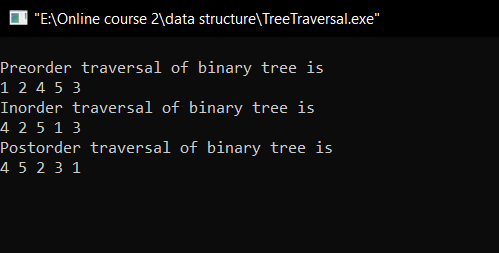 "E:\Online course 2\data structure\TreeTraversal.exe"
Preorder traversal of binary tree is
1 2 4 5 3
Inorder traversal of binary tree is
4 2 5 1 3
Postorder traversal of binary tree is
4 5 2 3 1